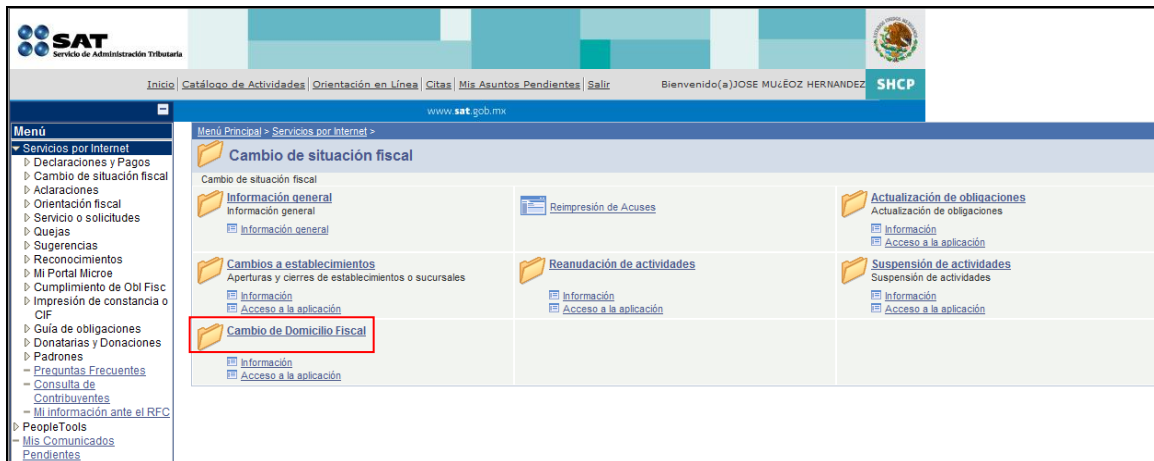 SAT
Servicio de Administración Tributaria
Inicio | Catálogo de Actividades | Orientación en Línea | Citas | Mis Asuntos Pendientes | Salir
Bienvenido(a)JOSE MU¿ÉOZ HERNANDEZ
SHCP
www.sat.gob.mx
Menú
Servicios por Internet
Declaraciones y Pagos
Cambio de situación fiscal
Aclaraciones
Orientación fiscal
Servicio o solicitudes
Quejas
Sugerencias
Reconocimientos
Mi Portal Microe
Cumplimiento de Obl Fisc
Impresión de constancia o
CIF
Guía de obligaciones
Donatarias y Donaciones
Padrones
Preguntas Frecuentes
Consulta de
Contribuyentes
Mi información ante el RFC
PeopleTools
Mis Comunicados
Pendientes
Menú Principal > Servicios por Internet >
Cambio de situación fiscal
Cambio de situación fiscal
Información general
Información general
Información general
Reimpresión de Acuses
Actualización de obligaciones
Actualización de obligaciones
Información
Acceso a la aplicación
Cambios a establecimientos
Aperturas y cierres de establecimientos o sucursales
Información
Acceso a la aplicación
Reanudación de actividades
Información
Acceso a la aplicación
Suspensión de actividades
Suspensión de actividades
Información
Acceso a la aplicación
Cambio de Domicilio Fiscal
Información
Acceso a la aplicación